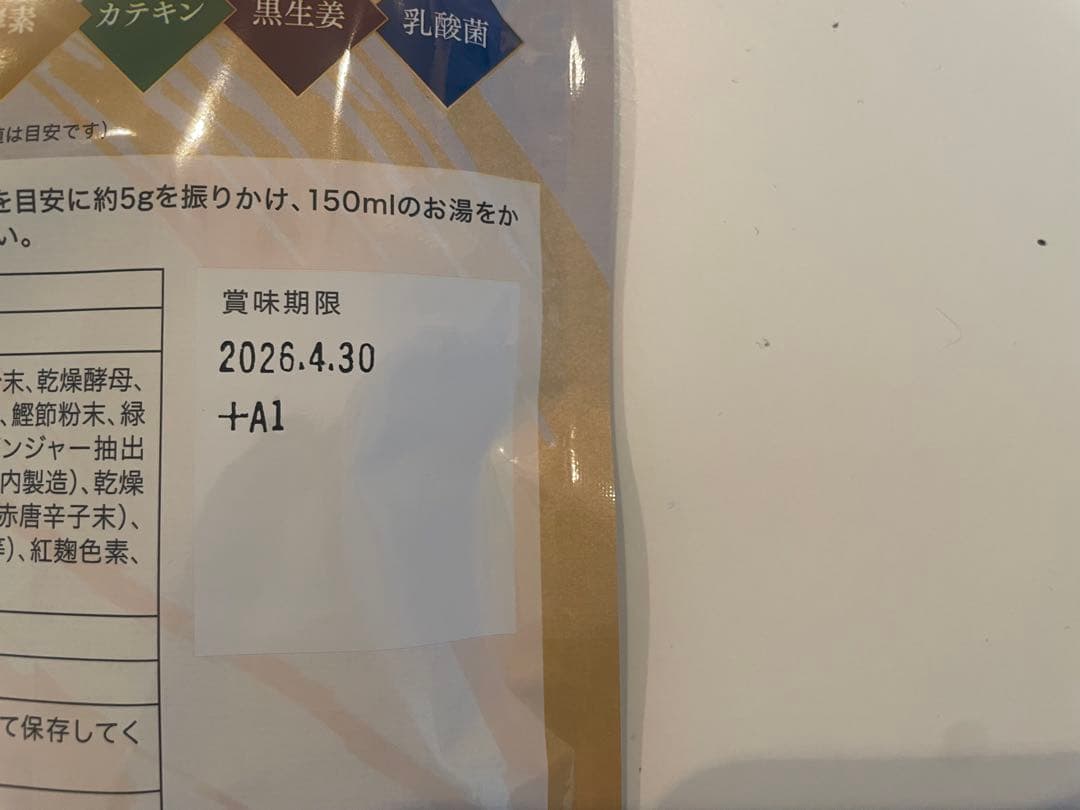 素
カテキン
黒生姜
乳酸菌
は目安です)
を目安に約5gを振りかけ、150mlのお湯をか
い。
賞味期限
2026.4.30
+A1
末、乾燥酵母、
、鰹節粉末、緑
ンジャー抽出
内製造)、乾燥
赤唐辛子末)、
等)、紅麹色素、
て保存してく